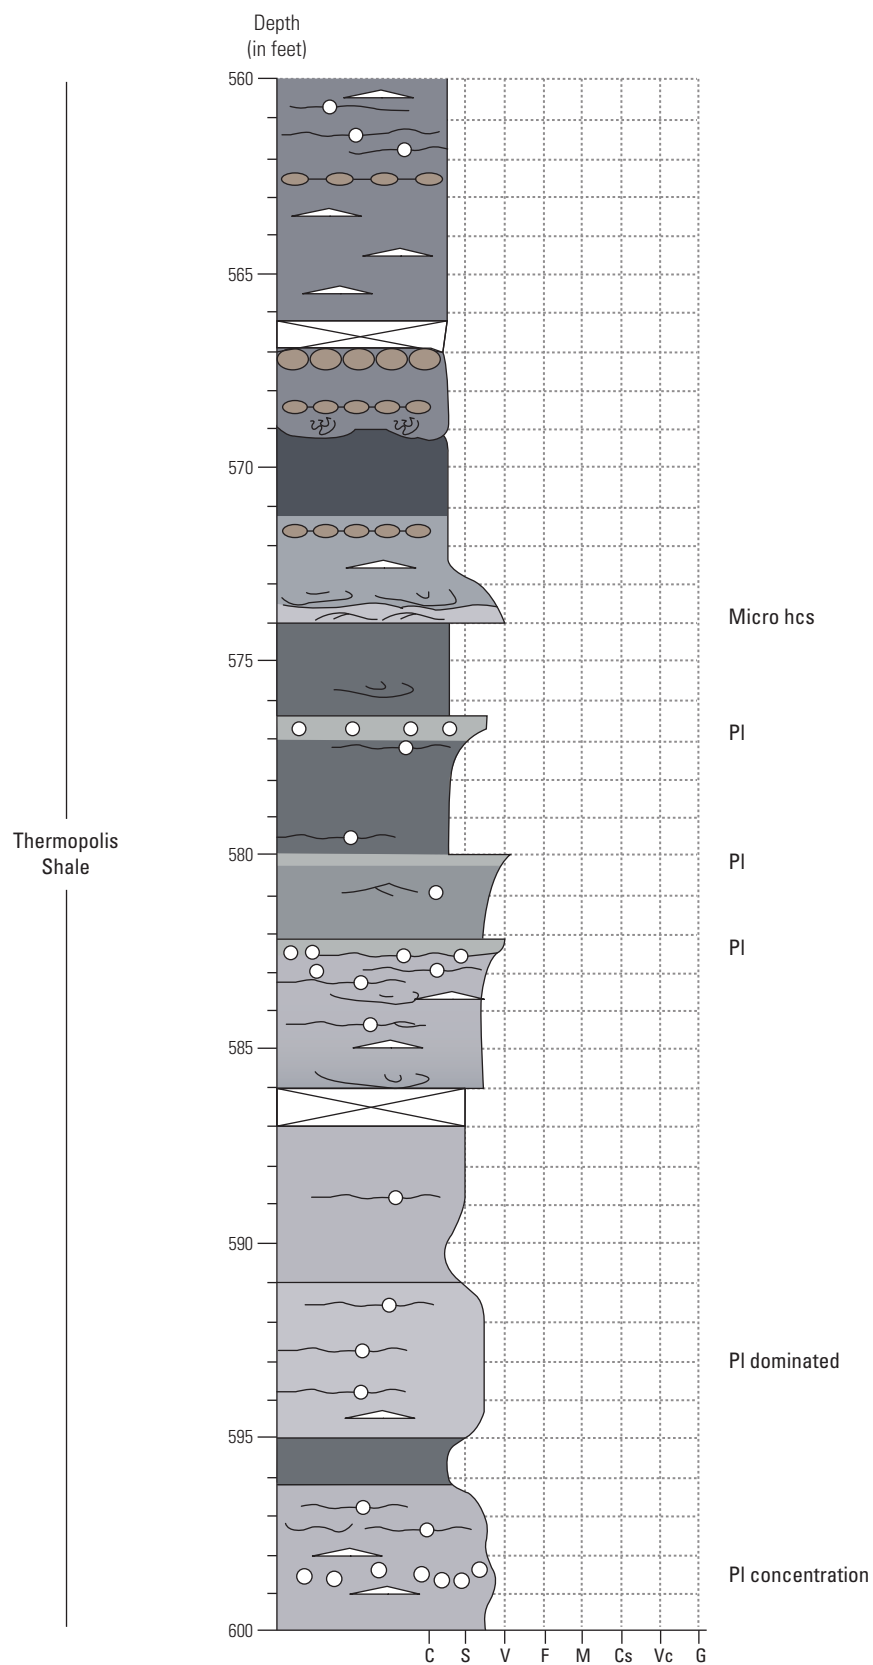 Depth
(in feet)
560
565
570
Micro hcs
575
Pl
Thermopolis
Shale
580
Pl
Pl
585
590
Pl dominated
595
Pl concentration
600
C S V F M Cs Vc G